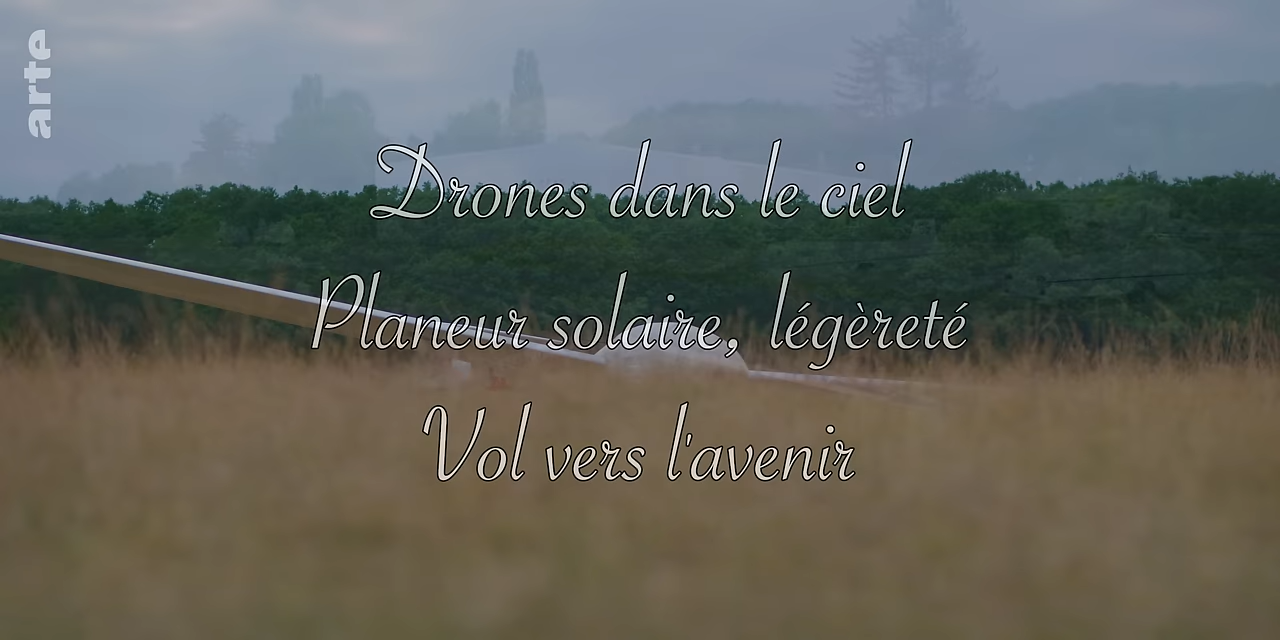 arte
Drones dans le ciel
Planeur solaire, légèreté
Vol vers l'avenir